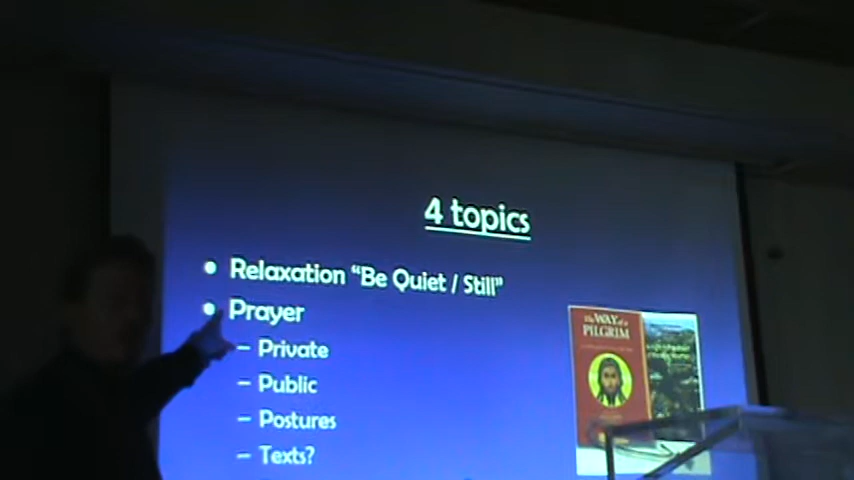 4 topics
• Relaxation “Be Quiet / Still”
• Prayer
– Private
– Public
– Postures
– Texts?
The WAY of a
PILGRIM